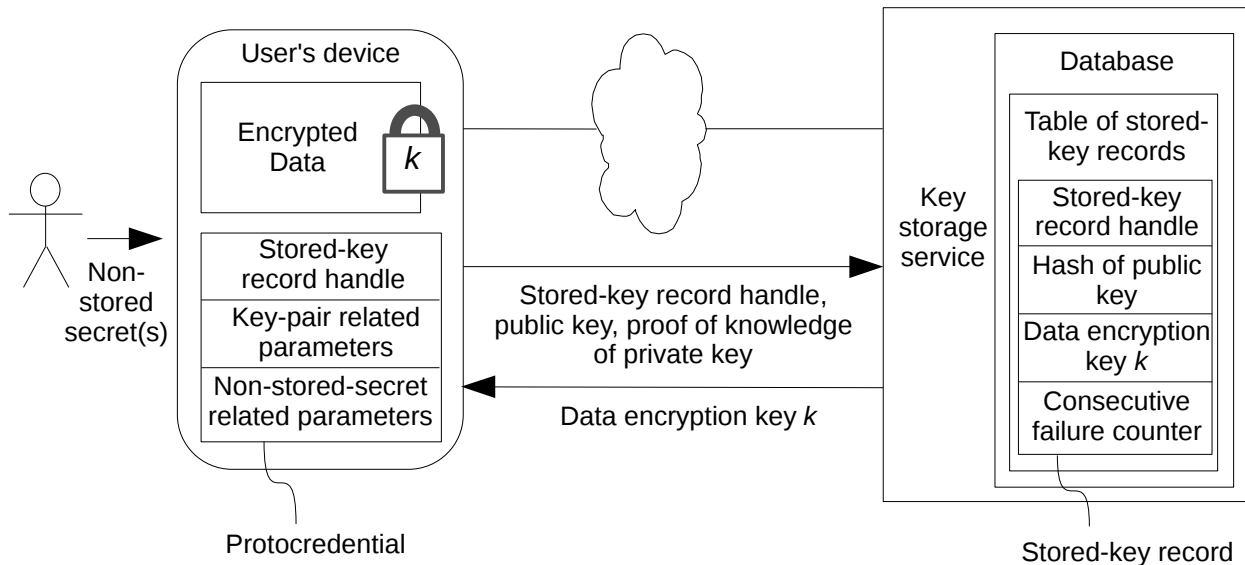 User's device
Encrypted
Data
k
Non-
stored
secret(s)
Stored-key
record handle
Key-pair related
parameters
Non-stored-secret
related parameters
Protocredential
Stored-key record handle,
public key, proof of knowledge
of private key
Data encryption key k
Key
storage
service
Database
Table of stored-
key records
Stored-key
record handle
Hash of public
key
Data encryption
key k
Consecutive
failure counter
Stored-key record